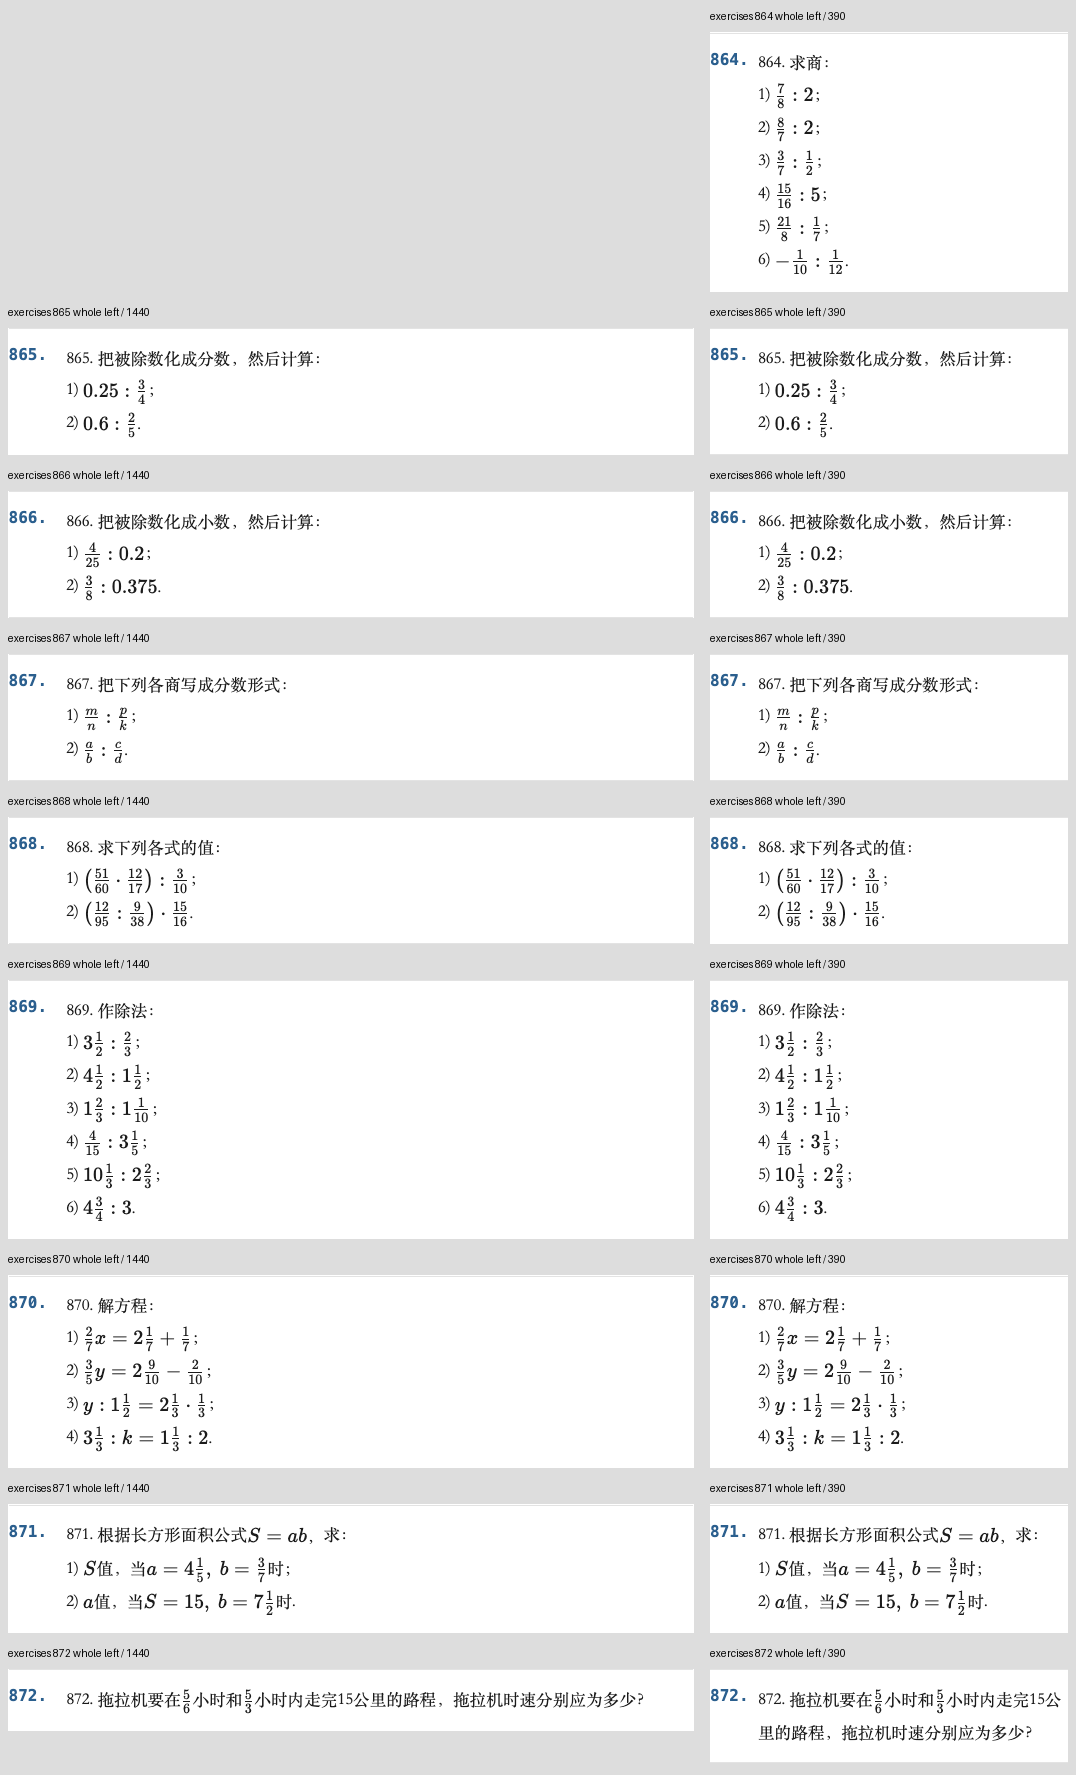 exercises864 whole left / 390
864. 864. 求商：
1) 7/8 : 2；
2) 8/7 : 2；
3) 3/7 : 1/2；
4) 15/16 : 5；
5) 21/8 : 1/7；
6) −1/10 : 1/12.
exercises865 whole left / 1440
865. 865. 把被除数化成分数，然后计算：
1) 0.25 : 3/4；
2) 0.6 : 2/5.
exercises865 whole left / 390
865. 865. 把被除数化成分数，然后计算：
1) 0.25 : 3/4；
2) 0.6 : 2/5.
exercises866 whole left / 1440
866. 866. 把被除数化成小数，然后计算：
1) 4/25 : 0.2；
2) 3/8 : 0.375.
exercises866 whole left / 390
866. 866. 把被除数化成小数，然后计算：
1) 4/25 : 0.2；
2) 3/8 : 0.375.
exercises867 whole left / 1440
867. 867. 把下列各商写成分数形式：
1) m/n : p/k；
2) a/b : c/d.
exercises867 whole left / 390
867. 867. 把下列各商写成分数形式：
1) m/n : p/k；
2) a/b : c/d.
exercises868 whole left / 1440
868. 868. 求下列各式的值：
1) (51/60 · 12/17) : 3/10；
2) (12/95 : 9/38) · 15/16.
exercises868 whole left / 390
868. 868. 求下列各式的值：
1) (51/60 · 12/17) : 3/10；
2) (12/95 : 9/38) · 15/16.
exercises869 whole left / 1440
869. 869. 作除法：
1) 3 1/2 : 2/3；
2) 4 1/2 : 1 1/2；
3) 1 2/3 : 1 1/10；
4) 4/15 : 3 1/5；
5) 10 1/3 : 2 2/3；
6) 4 3/4 : 3.
exercises869 whole left / 390
869. 869. 作除法：
1) 3 1/2 : 2/3；
2) 4 1/2 : 1 1/2；
3) 1 2/3 : 1 1/10；
4) 4/15 : 3 1/5；
5) 10 1/3 : 2 2/3；
6) 4 3/4 : 3.
exercises870 whole left / 1440
870. 870. 解方程：
1) 2/7 x = 2 1/7 + 1/7；
2) 3/5 y = 2 9/10 − 2/10；
3) y : 1 1/2 = 2 1/3 · 1/3；
4) 3 1/3 : k = 1 1/3 : 2.
exercises870 whole left / 390
870. 870. 解方程：
1) 2/7 x = 2 1/7 + 1/7；
2) 3/5 y = 2 9/10 − 2/10；
3) y : 1 1/2 = 2 1/3 · 1/3；
4) 3 1/3 : k = 1 1/3 : 2.
exercises871 whole left / 1440
871. 871. 根据长方形面积公式S = ab，求：
1) S值，当a = 4 1/5, b = 3/7时；
2) a值，当S = 15, b = 7 1/2时.
exercises871 whole left / 390
871. 871. 根据长方形面积公式S = ab，求：
1) S值，当a = 4 1/5, b = 3/7时；
2) a值，当S = 15, b = 7 1/2时.
exercises872 whole left / 1440
872. 872. 拖拉机要在5/6小时和5/3小时内走完15公里的路程，拖拉机时速分别应为多少？
exercises872 whole left / 390
872. 872. 拖拉机要在5/6小时和5/3小时内走完15公
里的路程，拖拉机时速分别应为多少？